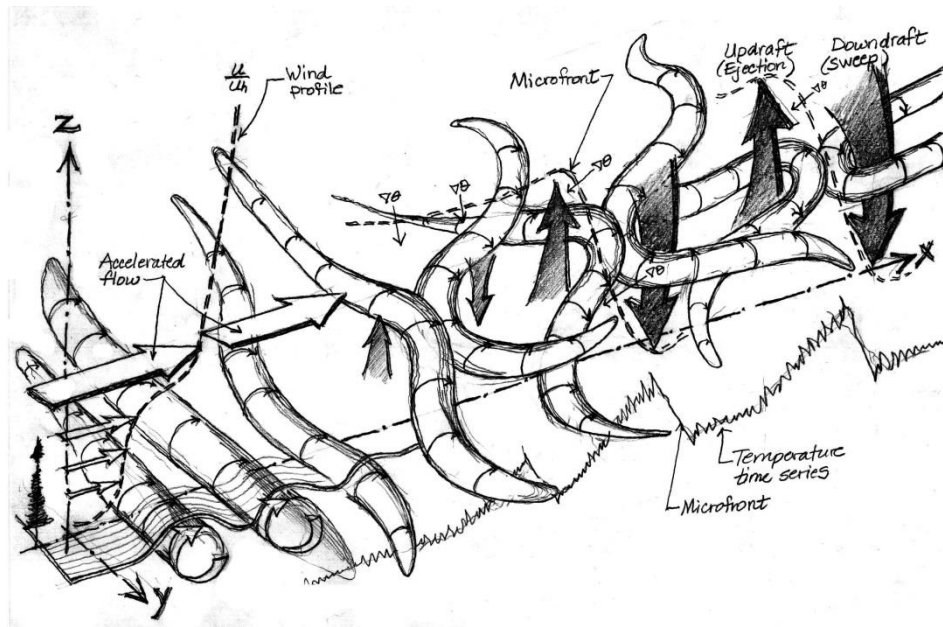 u/uh
Wind
profile
Z
Accelerated
flow
Microfront
Updraft
(Ejection)
Downdraft
(Sweep)
∇θ
∇θ
∇θ
∇θ
∇θ
X
Temperature
time series
Microfront
Y